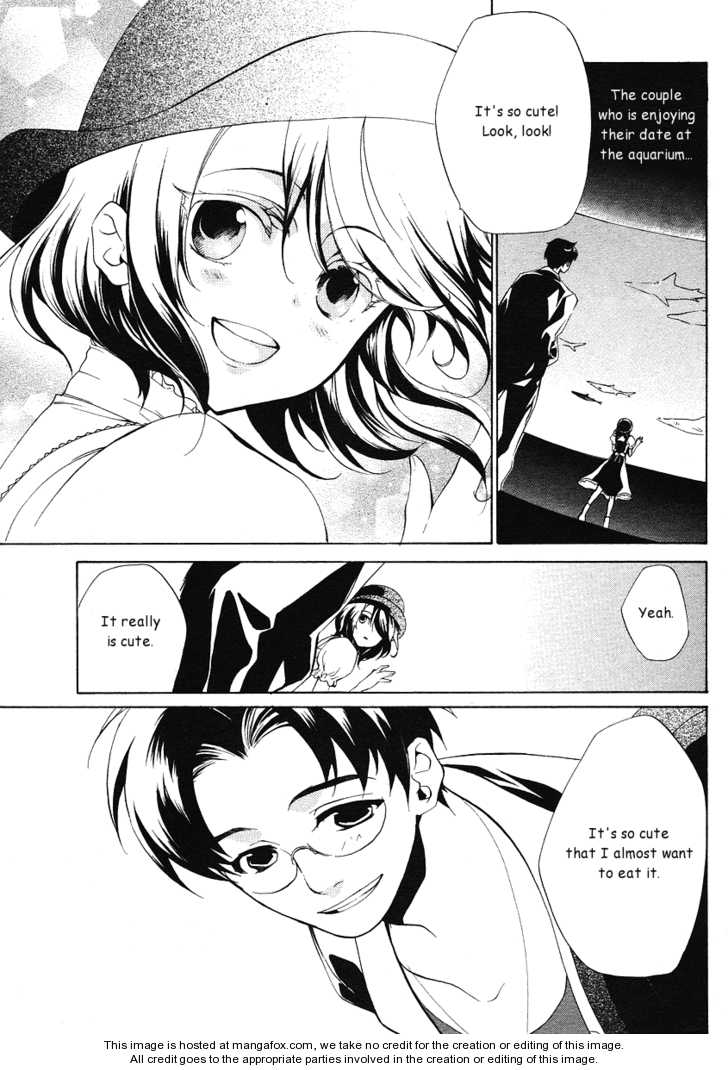 The couple
who is enjoying
their date at
the aquarium...
It's so cute!
Look, look!
Yeah.
It really
is cute.
It's so cute
that I almost want
to eat it.
This image is hosted at mangafox.com, we take no credit for the creation or editing of this image.
All credit goes to the appropriate parties involved in the creation or editing of this image.